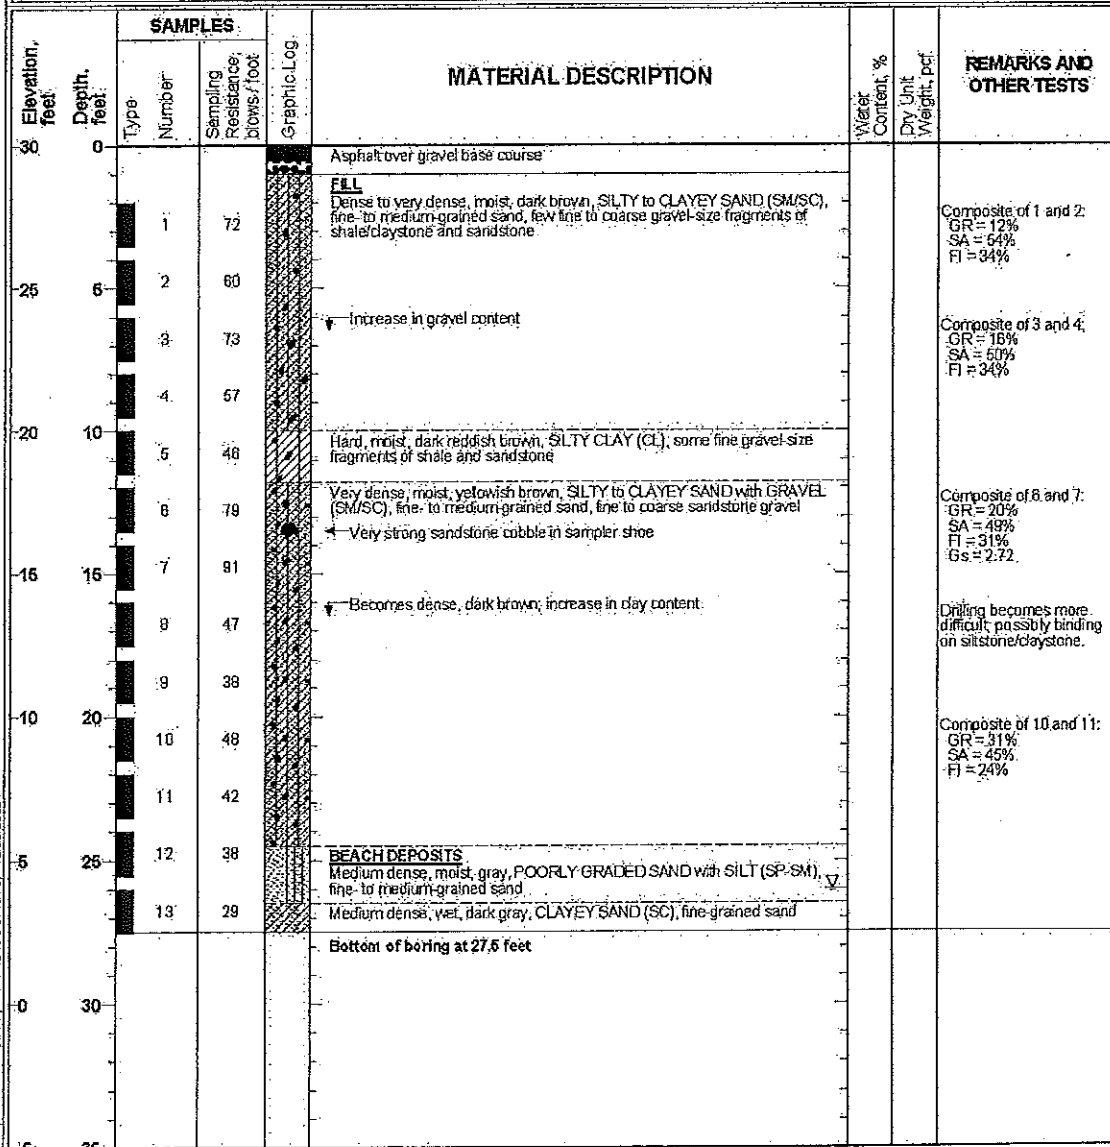 SAMPLES
Elevation, feet
Depth, feet
Type
Number
Sampling Resistance, blows / foot
Graphic Log
MATERIAL DESCRIPTION
Water Content, %
Dry Unit Weight, pcf
REMARKS AND
OTHER TESTS
30 0
Asphalt over gravel base course
FILL
Dense to very dense, moist, dark brown, SILTY to CLAYEY SAND (SM/SC),
fine- to medium-grained sand, few fine to coarse gravel-size fragments of
shale/claystone and sandstone
1 72
Composite of 1 and 2:
GR = 12%
SA = 54%
FI = 34%
2 60
25 5
Increase in gravel content
3 73
Composite of 3 and 4:
GR = 16%
SA = 50%
FI = 34%
4 57
20 10
Hard, moist, dark reddish brown, SILTY CLAY (CL), some fine gravel-size
fragments of shale and sandstone
5 46
Very dense, moist, yellowish brown, SILTY to CLAYEY SAND with GRAVEL
(SM/SC), fine- to medium-grained sand, fine to coarse sandstone gravel
6 79
Very strong sandstone cobble in sampler shoe
Composite of 6 and 7:
GR = 20%
SA = 49%
FI = 31%
Gs = 2.72
7 91
15 15
Becomes dense, dark brown, increase in clay content
8 47
Drilling becomes more
difficult, possibly binding
on siltstone/claystone.
9 38
10 20
10 48
Composite of 10 and 11:
GR = 31%
SA = 45%
FI = 24%
11 42
12 38
5 25
BEACH DEPOSITS
Medium dense, moist, gray, POORLY GRADED SAND with SILT (SP-SM),
fine- to medium-grained sand
13 29
Medium dense, wet, dark gray, CLAYEY SAND (SC), fine-grained sand
Bottom of boring at 27.5 feet
0 30
5 35